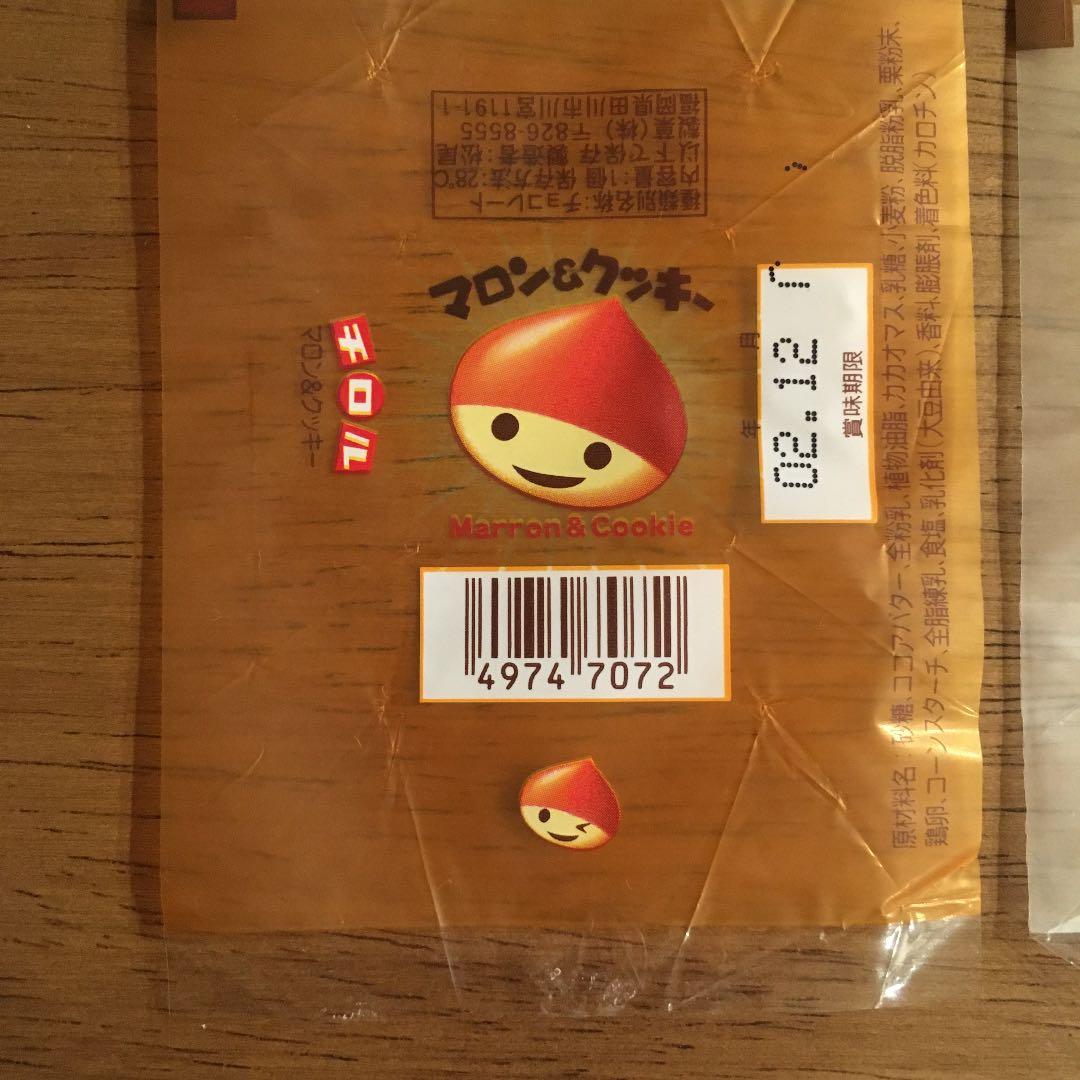 種類別名称:チョコレート
内容量:1個 保存方法:28℃
以下で保存 製造者:松尾
製菓(株) 〒826-8555
福岡県田川市川宮1191-1
マロン&クッキー
チロル
マロン&クッキー
Marron & Cookie
4974 7072
年 月
02.12
賞味期限
原材料名:砂糖、ココアバター、全粉乳、植物油脂、カカオマス、乳糖、小麦粉、脱脂粉乳、栗粉末、
鶏卵、コーンスターチ、全脂練乳、食塩、乳化剤(大豆由来)、香料、膨脹剤、着色料(カロチン)